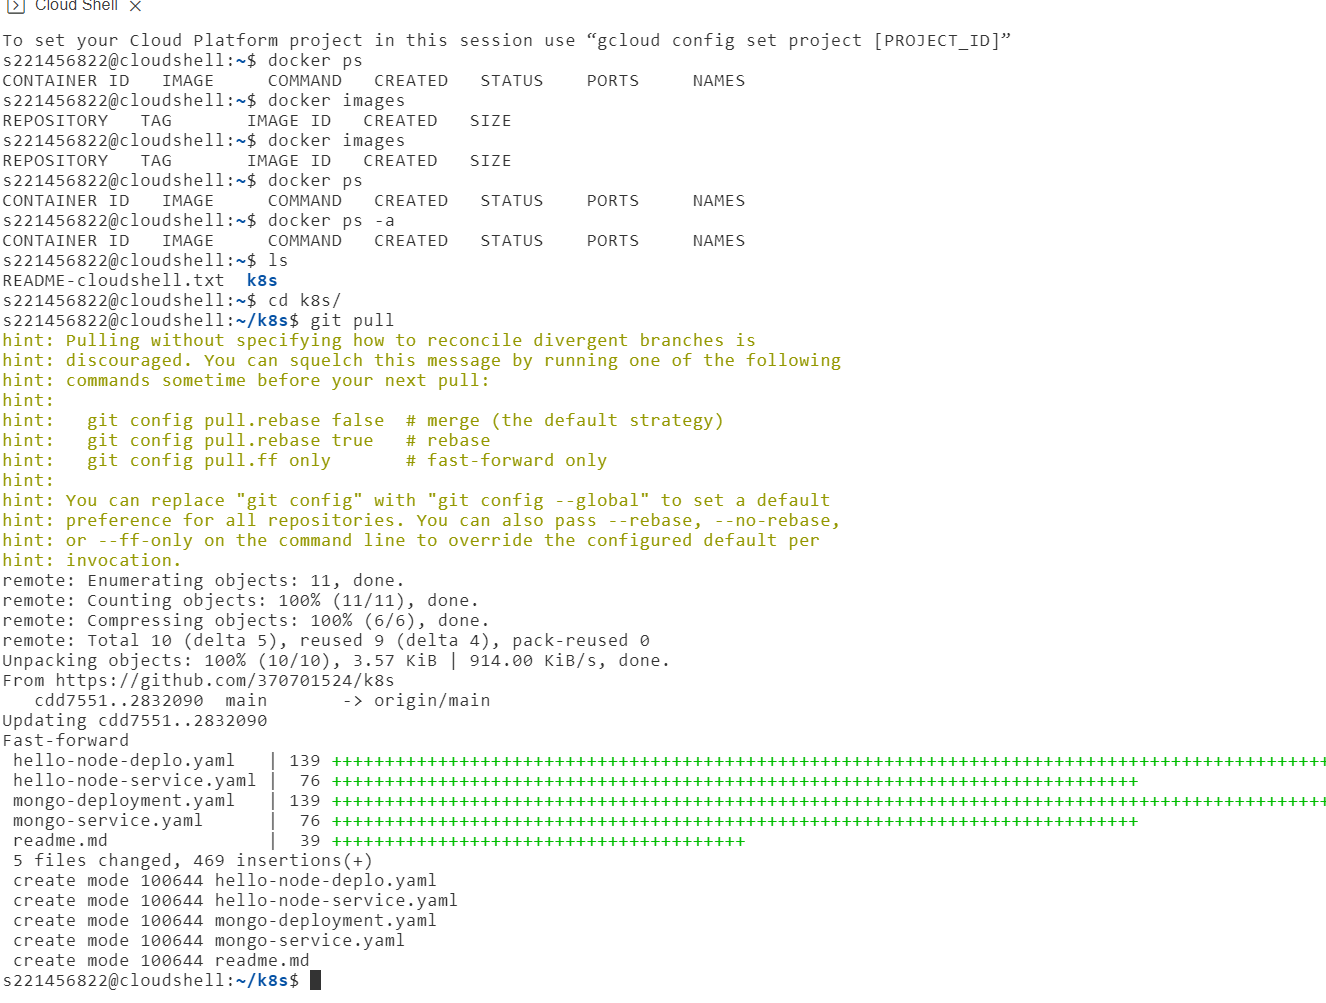 Cloud Shell
To set your Cloud Platform project in this session use “gcloud config set project [PROJECT_ID]”
s221456822@cloudshell:~$ docker ps
CONTAINER ID   IMAGE     COMMAND   CREATED   STATUS    PORTS     NAMES
s221456822@cloudshell:~$ docker images
REPOSITORY   TAG       IMAGE ID   CREATED   SIZE
s221456822@cloudshell:~$ docker images
REPOSITORY   TAG       IMAGE ID   CREATED   SIZE
s221456822@cloudshell:~$ docker ps
CONTAINER ID   IMAGE     COMMAND   CREATED   STATUS    PORTS     NAMES
s221456822@cloudshell:~$ docker ps -a
CONTAINER ID   IMAGE     COMMAND   CREATED   STATUS    PORTS     NAMES
s221456822@cloudshell:~$ ls
README-cloudshell.txt  k8s
s221456822@cloudshell:~$ cd k8s/
s221456822@cloudshell:~/k8s$ git pull
hint: Pulling without specifying how to reconcile divergent branches is
hint: discouraged. You can squelch this message by running one of the following
hint: commands sometime before your next pull:
hint:
hint:   git config pull.rebase false  # merge (the default strategy)
hint:   git config pull.rebase true   # rebase
hint:   git config pull.ff only       # fast-forward only
hint:
hint: You can replace "git config" with "git config --global" to set a default
hint: preference for all repositories. You can also pass --rebase, --no-rebase,
hint: or --ff-only on the command line to override the configured default per
hint: invocation.
remote: Enumerating objects: 11, done.
remote: Counting objects: 100% (11/11), done.
remote: Compressing objects: 100% (6/6), done.
remote: Total 10 (delta 5), reused 9 (delta 4), pack-reused 0
Unpacking objects: 100% (10/10), 3.57 KiB | 914.00 KiB/s, done.
From https://github.com/370701524/k8s
   cdd7551..2832090  main       -> origin/main
Updating cdd7551..2832090
Fast-forward
 hello-node-deplo.yaml   | 139 ++++++++++++++++++++++++++++++++++++++++++++++++++++++++++++++++++++++++++++++++++++++++++++++
 hello-node-service.yaml |  76 ++++++++++++++++++++++++++++++++++++++++++++++++++++++++++++++++++++++++++++
 mongo-deployment.yaml   | 139 ++++++++++++++++++++++++++++++++++++++++++++++++++++++++++++++++++++++++++++++++++++++++++++++
 mongo-service.yaml      |  76 ++++++++++++++++++++++++++++++++++++++++++++++++++++++++++++++++++++++++++++
 readme.md               |  39 +++++++++++++++++++++++++++++++++++++++
 5 files changed, 469 insertions(+)
 create mode 100644 hello-node-deplo.yaml
 create mode 100644 hello-node-service.yaml
 create mode 100644 mongo-deployment.yaml
 create mode 100644 mongo-service.yaml
 create mode 100644 readme.md
s221456822@cloudshell:~/k8s$